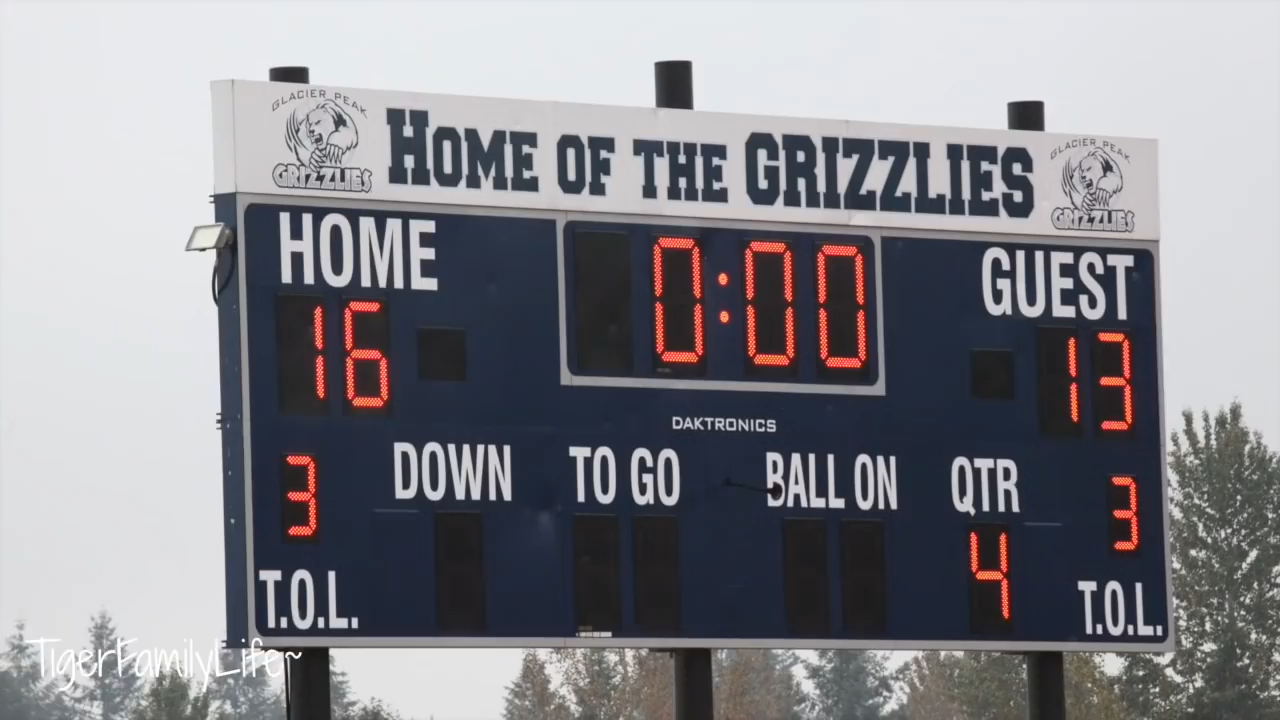 GLACIER PEAK
GRIZZLIES
HOME OF THE GRIZZLIES
GLACIER PEAK
GRIZZLIES
HOME
0:00
GUEST
16
13
DAKTRONICS
DOWN
TO GO
BALL ON
QTR
3
4
3
T.O.L.
T.O.L.
TigerFamilyLife~